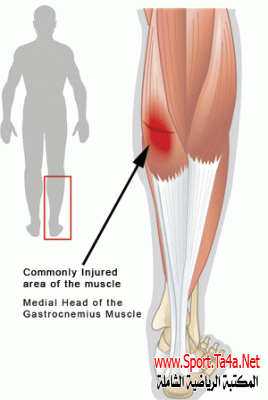 Commonly Injured
area of the muscle
Medial Head of the
Gastrocnemius Muscle
www.Sport.Ta4a.Net
المكتبة الرياضية الشاملة